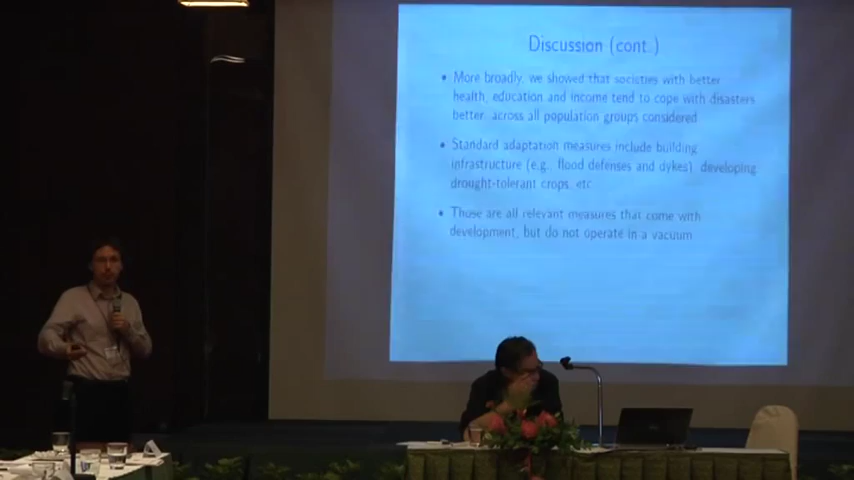 Discussion (cont.)
• More broadly, we showed that societies with better
health, education and income tend to cope with disasters
better, across all population groups considered
• Standard adaptation measures include building
infrastructure (e.g., flood defenses and dykes), developing
drought-tolerant crops, etc
• Those are all relevant measures that come with
development, but do not operate in a vacuum